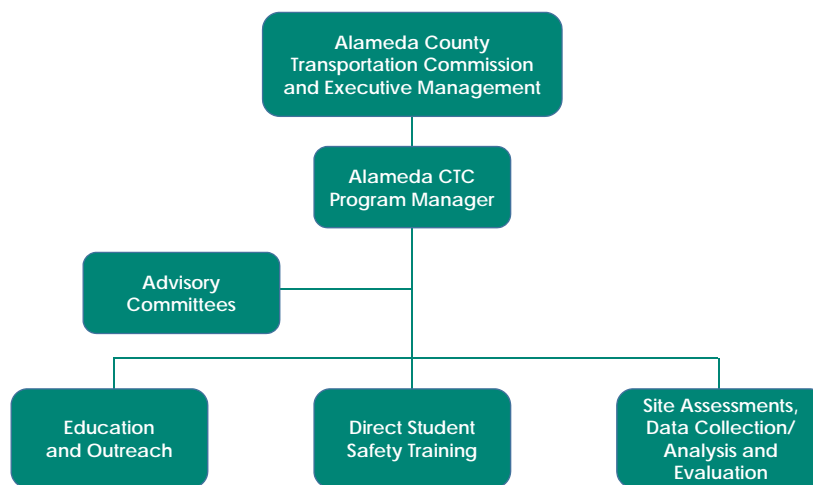 Alameda County
Transportation Commission
and Executive Management
Alameda CTC
Program Manager
Advisory
Committees
Education
and Outreach
Direct Student
Safety Training
Site Assessments,
Data Collection/
Analysis and
Evaluation